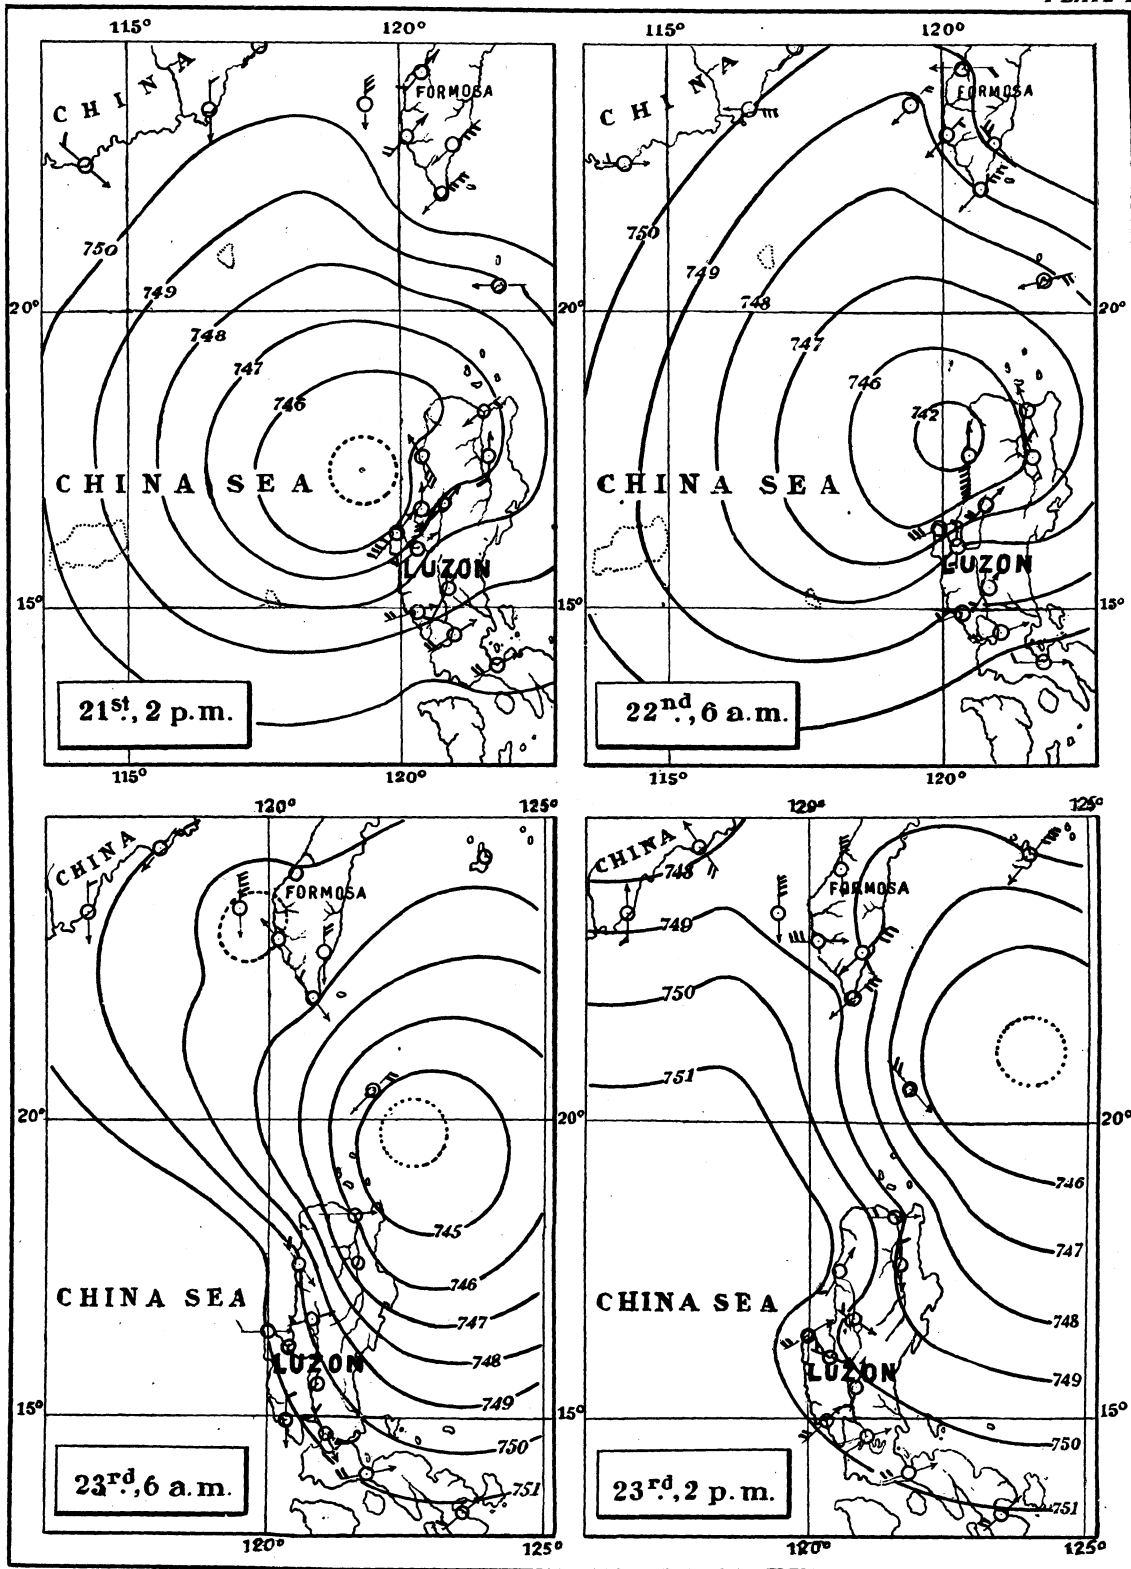 115° 120° 115° 120°
CHINA
FORMOSA
750
749
748
747
746
20°
CHINA SEA
LUZON
21st., 2 p.m.
115° 120°
CHINA
FORMOSA
750
749
748
747
746
742
20°
CHINA SEA
LUZON
15°
15°
22nd., 6 a.m.
115° 120°
120° 125°
CHINA
FORMOSA
20°
745
746
747
748
749
750
751
CHINA SEA
LUZON
15°
23rd., 6 a.m.
120° 125°
125°
CHINA
FORMOSA
748
749
750
751
20°
746
747
748
749
750
751
CHINA SEA
LUZON
15°
23rd., 2 p.m.
120° 125°